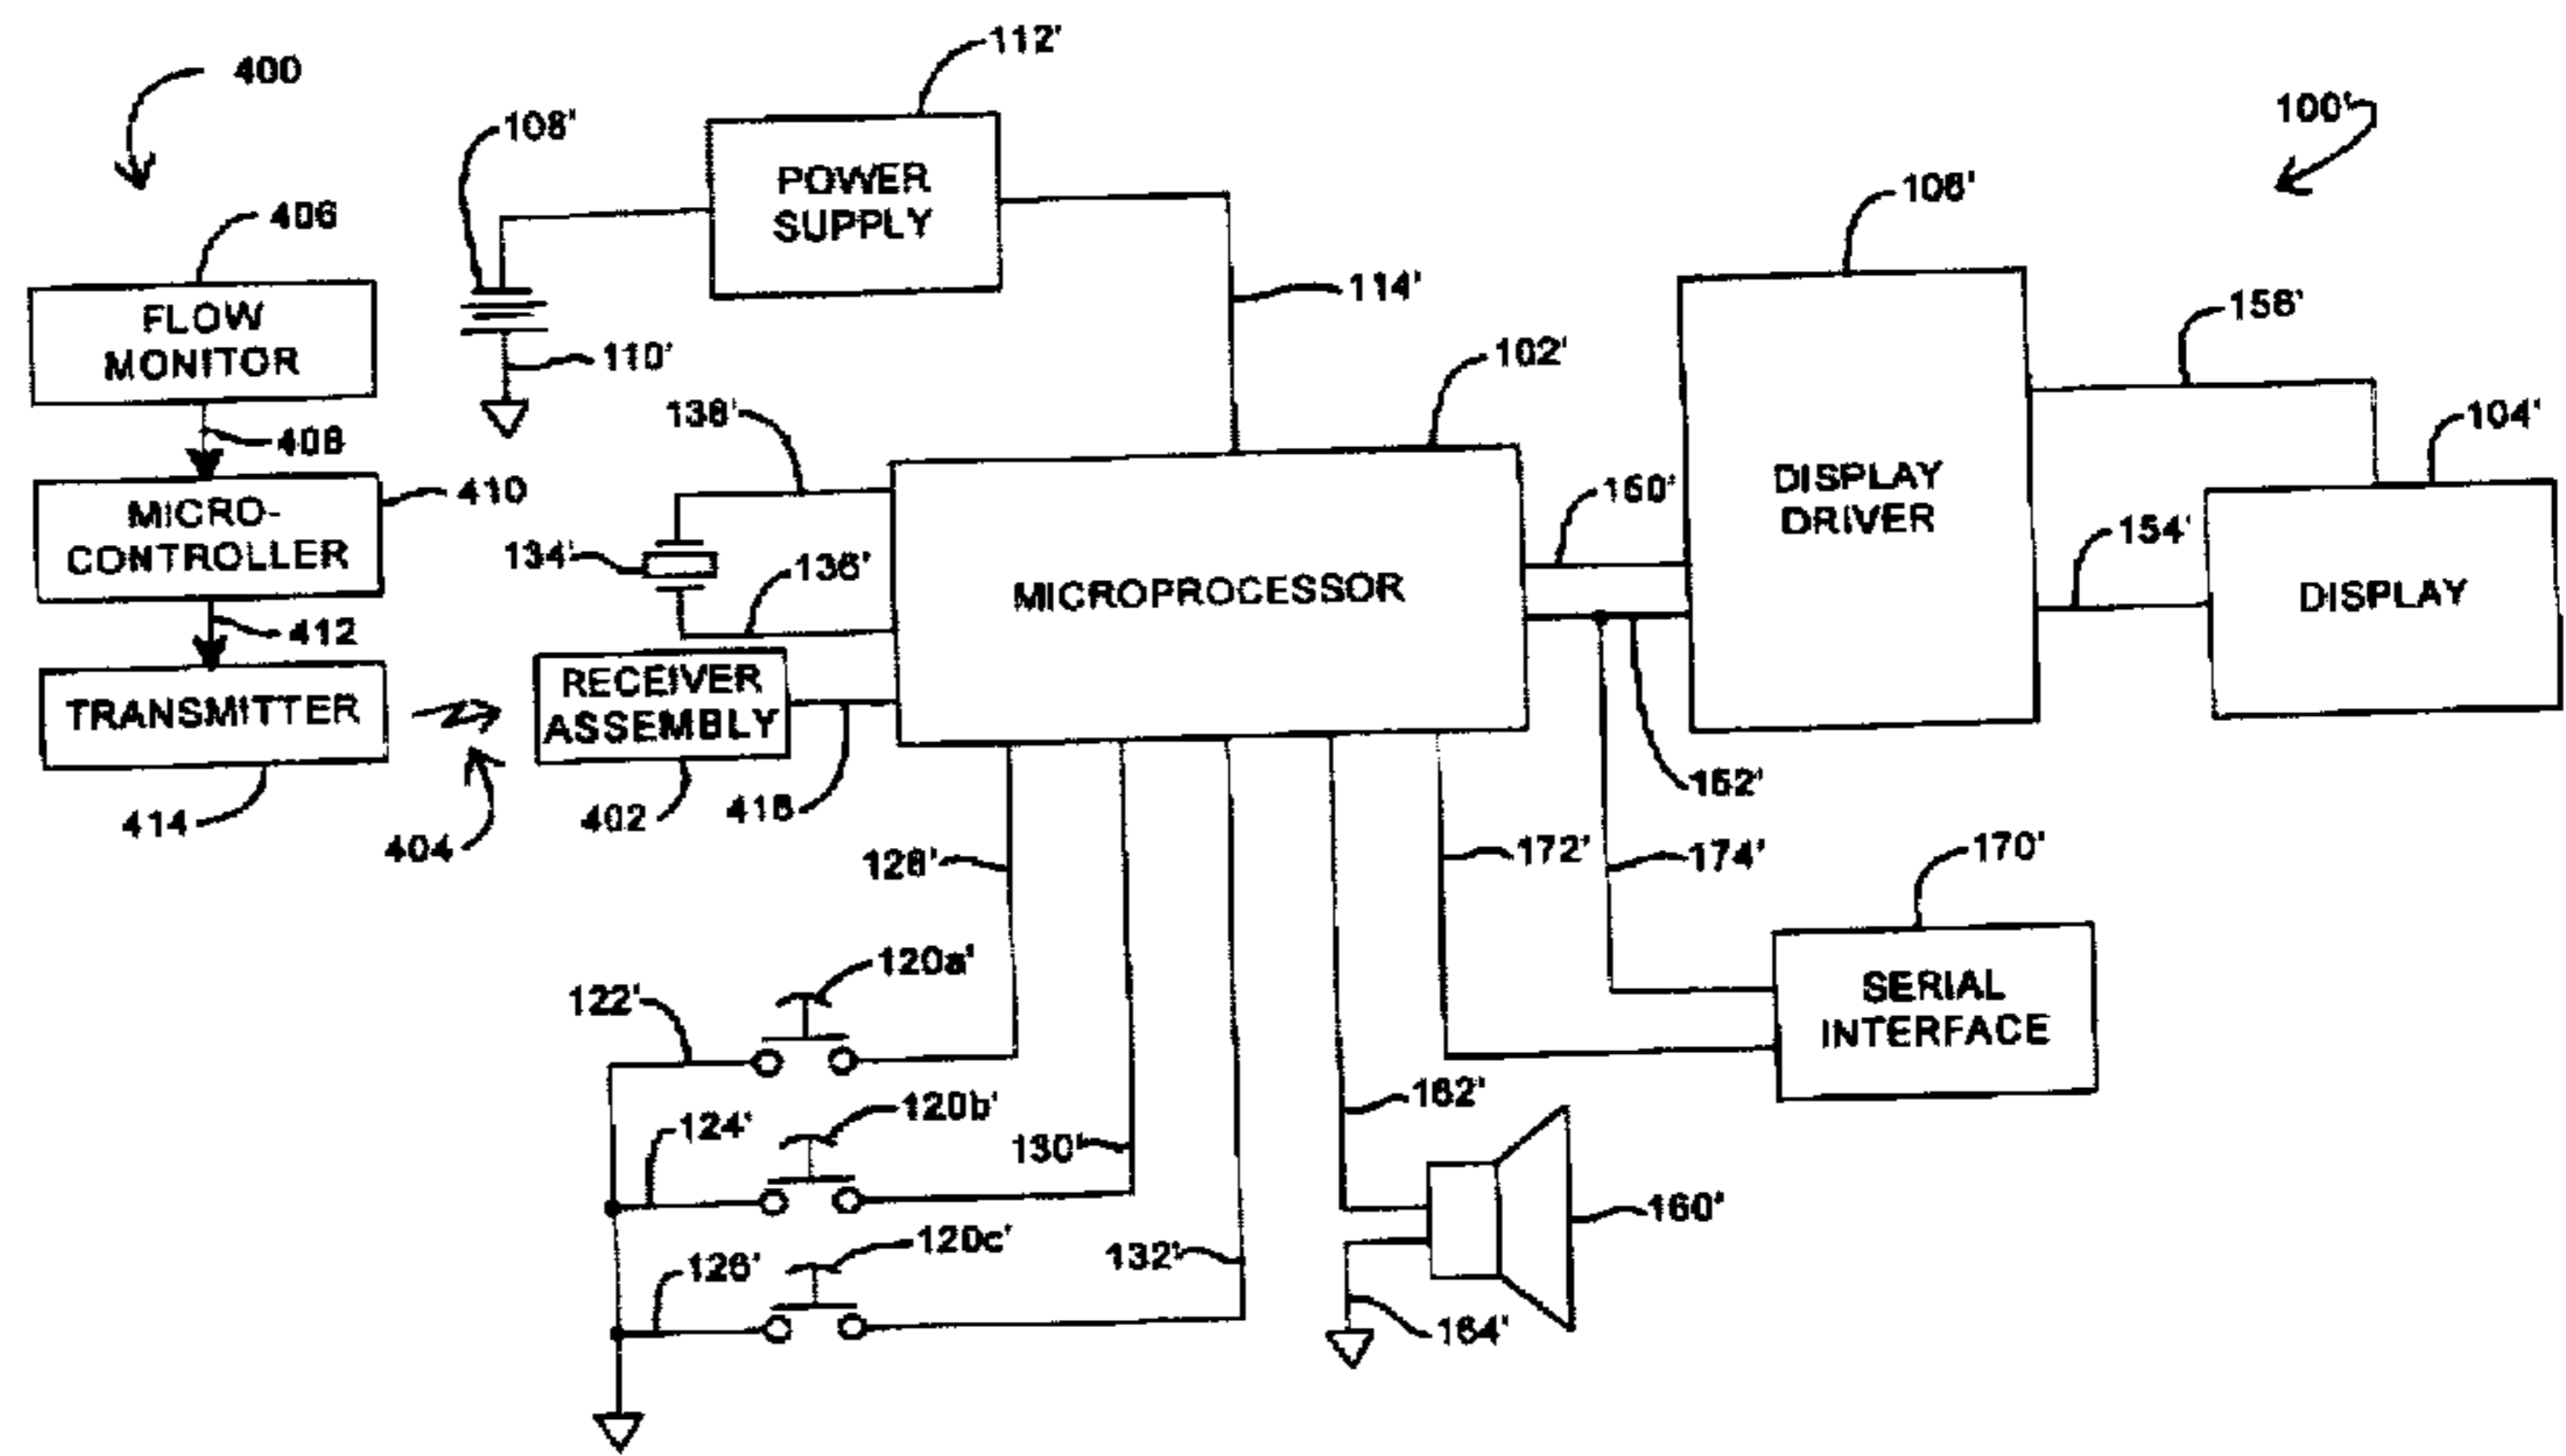 400
112'
108'
100'
POWER
SUPPLY
406
106'
114'
158'
FLOW
MONITOR
110'
102'
138'
104'
408
410
150'
DISPLAY
DRIVER
154'
MICRO-
CONTROLLER
134'
136'
MICROPROCESSOR
DISPLAY
412
RECEIVER
ASSEMBLY
TRANSMITTER
152'
414
404
402
416
128'
172'
174'
170'
120a'
122'
SERIAL
INTERFACE
120b'
124'
130'
162'
160'
120c'
126'
132'
164'